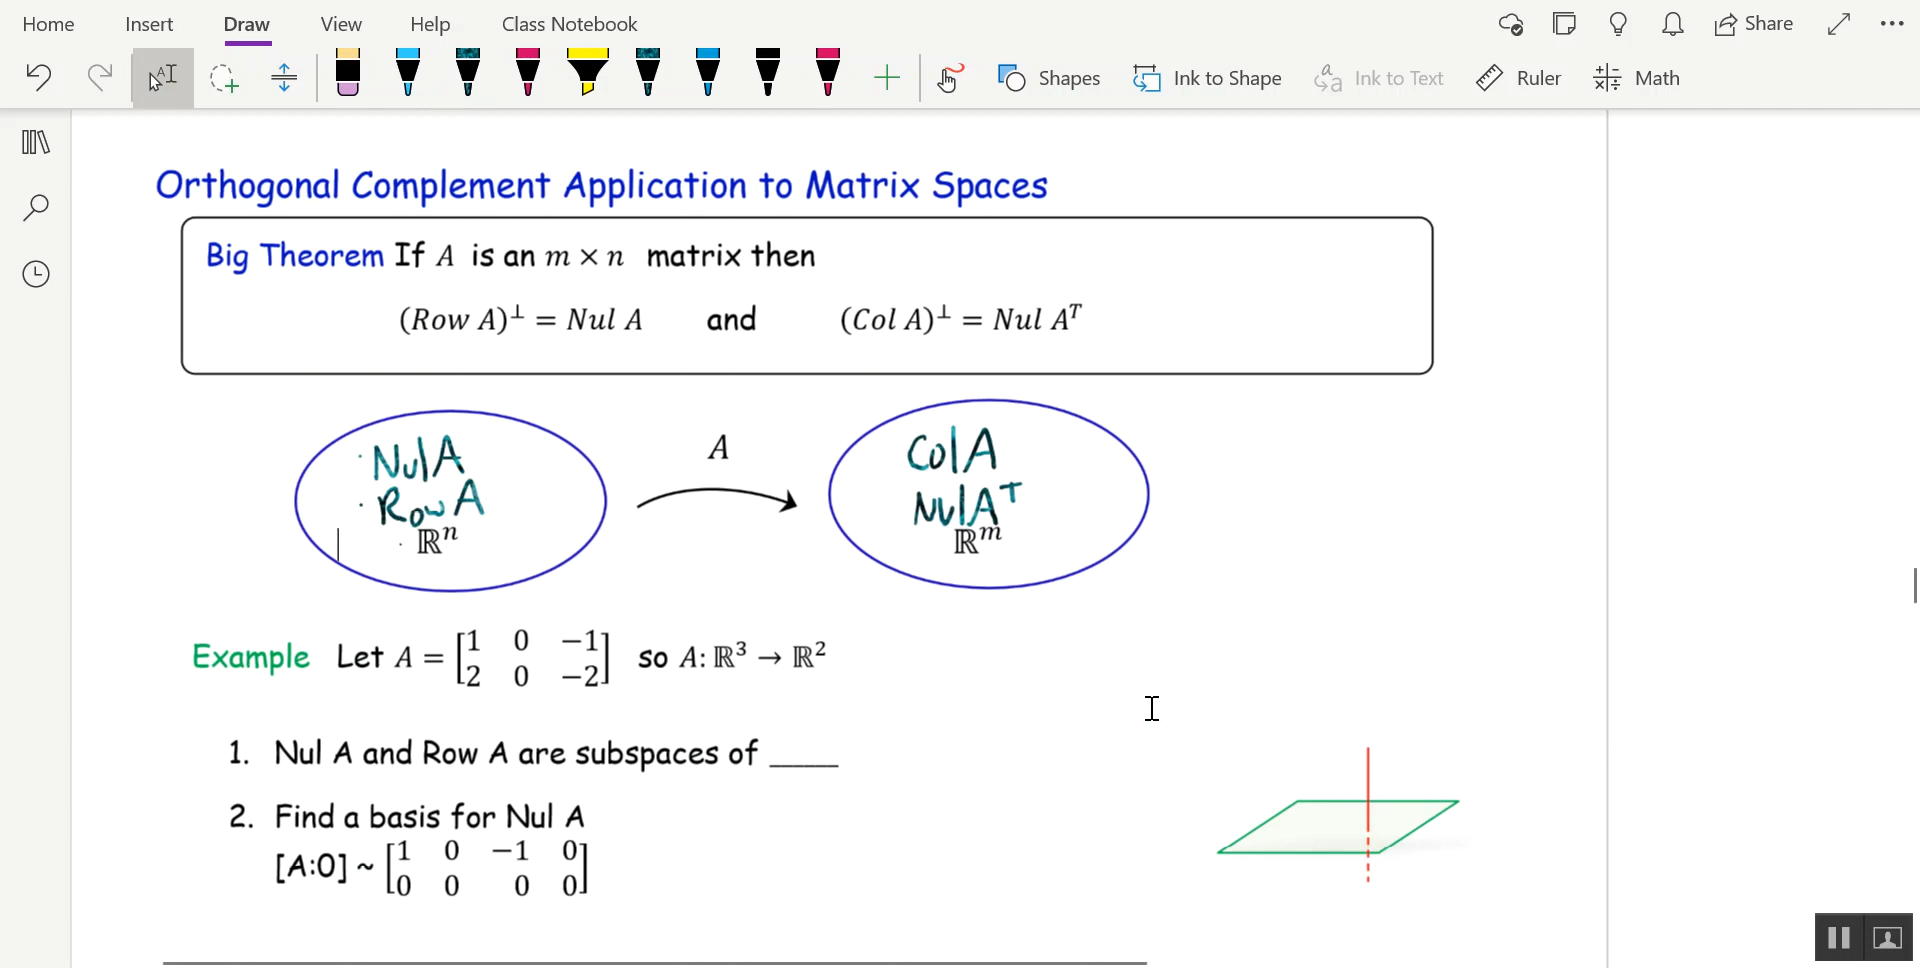 Home Insert Draw View Help Class Notebook Share
Shapes Ink to Shape Ink to Text Ruler Math
Orthogonal Complement Application to Matrix Spaces
Big Theorem If A is an m × n matrix then
(Row A)⊥ = Nul A and (Col A)⊥ = Nul Aᵀ
NulA
RowA
ℝⁿ
A
ColA
NulAᵀ
ℝᵐ
Example Let A = [1 0 −1; 2 0 −2] so A: ℝ³ → ℝ²
1. Nul A and Row A are subspaces of ______
2. Find a basis for Nul A
[A:0] ~ [1 0 −1 0; 0 0 0 0]